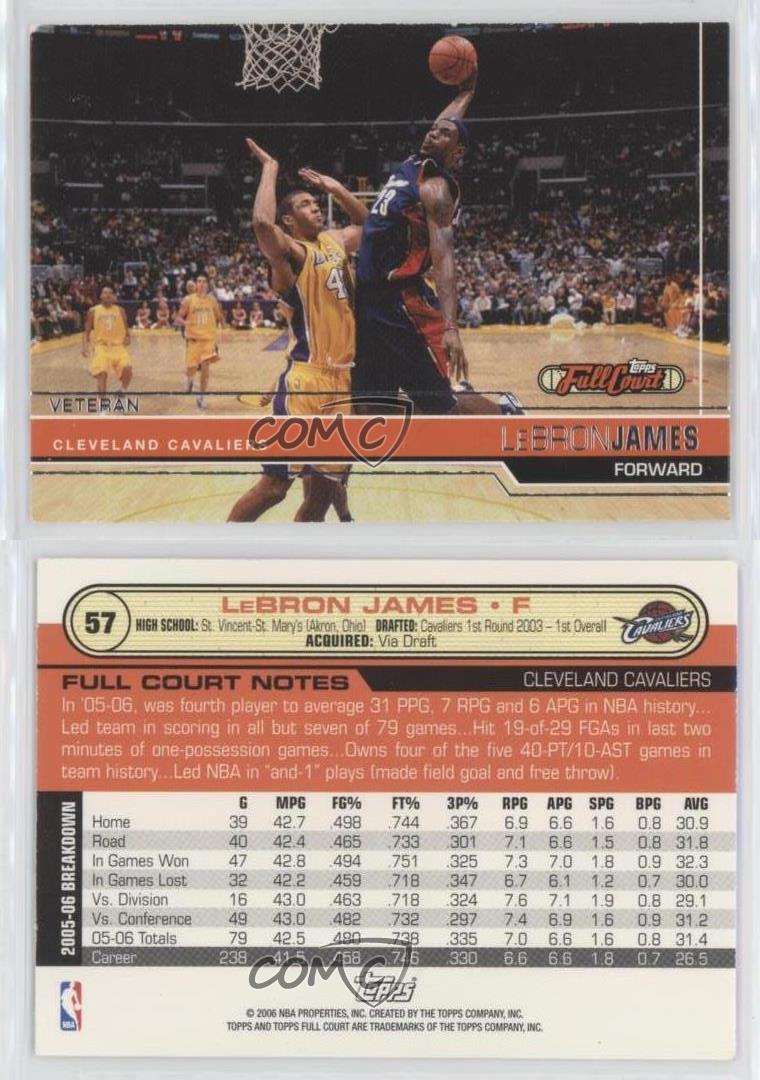 23
LAKERS
4
VETERAN
topps
Full Court
CLEVELAND CAVALIERS
LEBRONJAMES
FORWARD
COMC
57
LEBRON JAMES • F
HIGH SCHOOL: St. Vincent-St. Mary's (Akron, Ohio) DRAFTED: Cavaliers 1st Round 2003 – 1st Overall
ACQUIRED: Via Draft
CAVALIERS
FULL COURT NOTES
CLEVELAND CAVALIERS
In '05-06, was fourth player to average 31 PPG, 7 RPG and 6 APG in NBA history...
Led team in scoring in all but seven of 79 games...Hit 19-of-29 FGAs in last two
minutes of one-possession games...Owns four of the five 40-PT/10-AST games in
team history...Led NBA in "and-1" plays (made field goal and free throw).
2005-06 BREAKDOWN
G MPG FG% FT% 3P% RPG APG SPG BPG AVG
Home 39 42.7 .498 .744 .367 6.9 6.6 1.6 0.8 30.9
Road 40 42.4 .465 .733 .301 7.1 6.6 1.5 0.8 31.8
In Games Won 47 42.8 .494 .751 .325 7.3 7.0 1.8 0.9 32.3
In Games Lost 32 42.2 .459 .718 .347 6.7 6.1 1.2 0.7 30.0
Vs. Division 16 43.0 .463 .718 .324 7.6 7.1 1.9 0.8 29.1
Vs. Conference 49 43.0 .482 .732 .297 7.4 6.9 1.6 0.9 31.2
05-06 Totals 79 42.5 .480 .738 .335 7.0 6.6 1.6 0.8 31.4
Career 238 41.5 .458 .746 .330 6.6 6.6 1.8 0.7 26.5
COMC
NBA
Topps
© 2006 NBA PROPERTIES, INC. CREATED BY THE TOPPS COMPANY, INC.
TOPPS AND TOPPS FULL COURT ARE TRADEMARKS OF THE TOPPS COMPANY, INC.